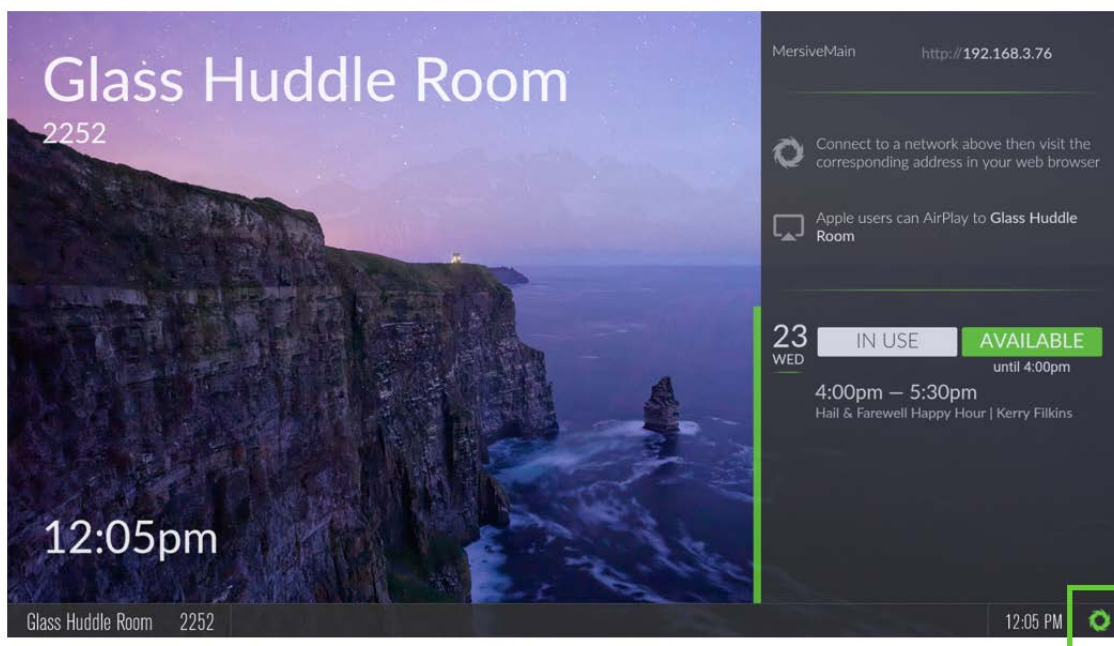 Glass Huddle Room
2252
12:05pm
MersiveMain http://192.168.3.76
Connect to a network above then visit the
corresponding address in your web browser
Apple users can AirPlay to Glass Huddle
Room
23
WED
IN USE AVAILABLE
until 4:00pm
4:00pm — 5:30pm
Hail & Farewell Happy Hour | Kerry Filkins
Glass Huddle Room 2252 12:05 PM